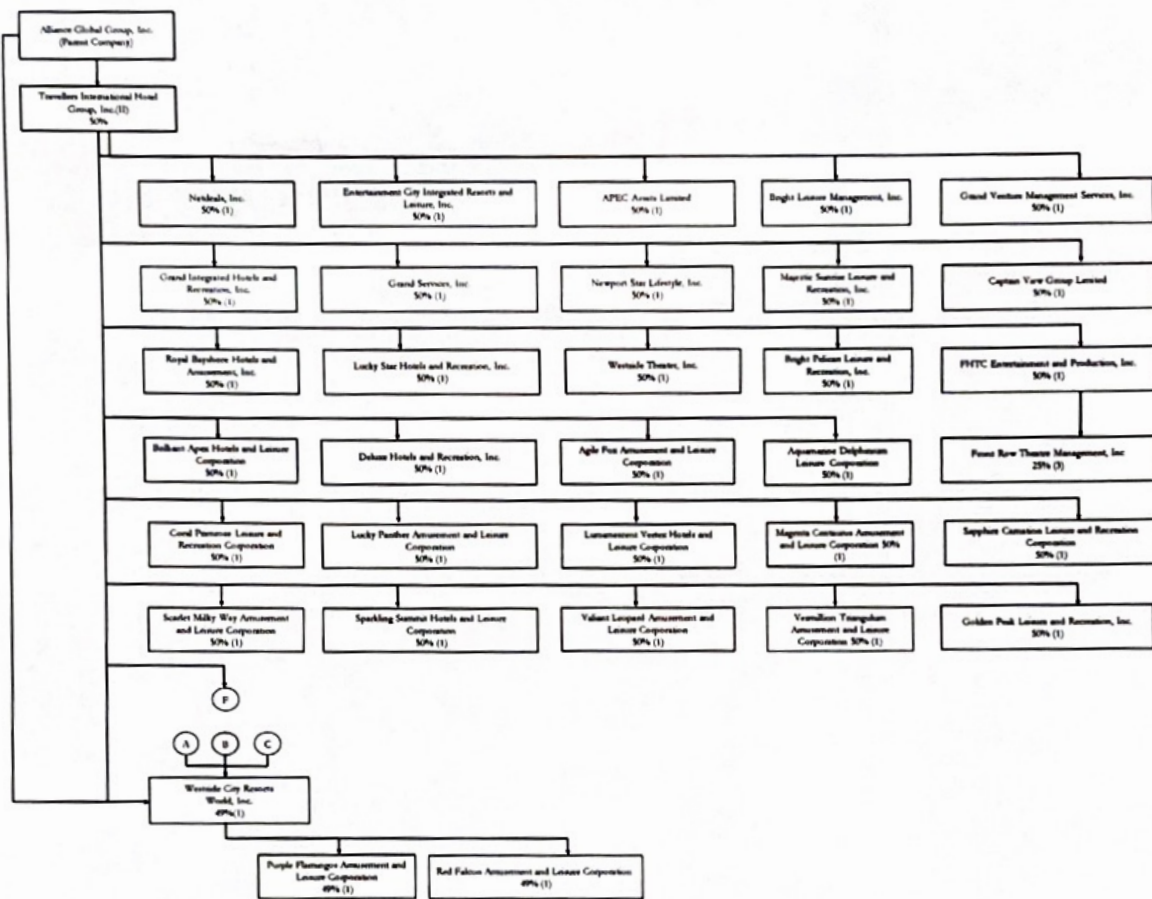 Alliance Global Group, Inc.
(Parent Company)
Travellers International Hotel
Group, Inc.(II)
50%
Netdeals, Inc.
50% (1)
Entertainment City Integrated Resorts and
Leisure, Inc.
50% (1)
APEC Assets Limited
50% (1)
Bright Leisure Management, Inc.
50% (1)
Grand Venture Management Services, Inc.
50% (1)
Grand Integrated Hotels and
Recreation, Inc.
50% (1)
Grand Services, Inc.
50% (1)
Newport Star Lifestyle, Inc.
50% (1)
Majestic Sunrise Leisure and
Recreation, Inc.
50% (1)
Captain View Group Limited
50% (1)
Royal Bayshore Hotels and
Amusement, Inc.
50% (1)
Lucky Star Hotels and Recreation, Inc.
50% (1)
Westside Theater, Inc.
50% (1)
Bright Pelican Leisure and
Recreation, Inc.
50% (1)
FHTC Entertainment and Production, Inc.
50% (1)
Brilliant Apex Hotels and Leisure
Corporation
50% (1)
Deluxe Hotels and Recreation, Inc.
50% (1)
Agile Fox Amusement and Leisure
Corporation
50% (1)
Aquamarine Delphinium
Leisure Corporation
50% (1)
Front Row Theatre Management, Inc
25% (3)
Coral Primrose Leisure and
Recreation Corporation
50% (1)
Lucky Panther Amusement and Leisure
Corporation
50% (1)
Vertex Hotels and
Leisure Corporation
50% (1)
Magenta Centaurus Amusement
and Leisure Corporation 50%
(1)
Sapphire Carnation Leisure and Recreation
Corporation
50% (1)
Scarlet Milky Way Amusement
and Leisure Corporation
50% (1)
Sparkling Summit Hotels and Leisure
Corporation
50% (1)
Valiant Leopard Amusement and
Leisure Corporation
50% (1)
Vermillion Triangulum
Amusement and Leisure
Corporation 50% (1)
Golden Peak Leisure and Recreation, Inc.
50% (1)
F
A B C
Westside City Resorts
World, Inc.
49%(1)
Purple Flamingos Amusement and
Leisure Corporation
49% (1)
Red Falcon Amusement and Leisure Corporation
49% (1)